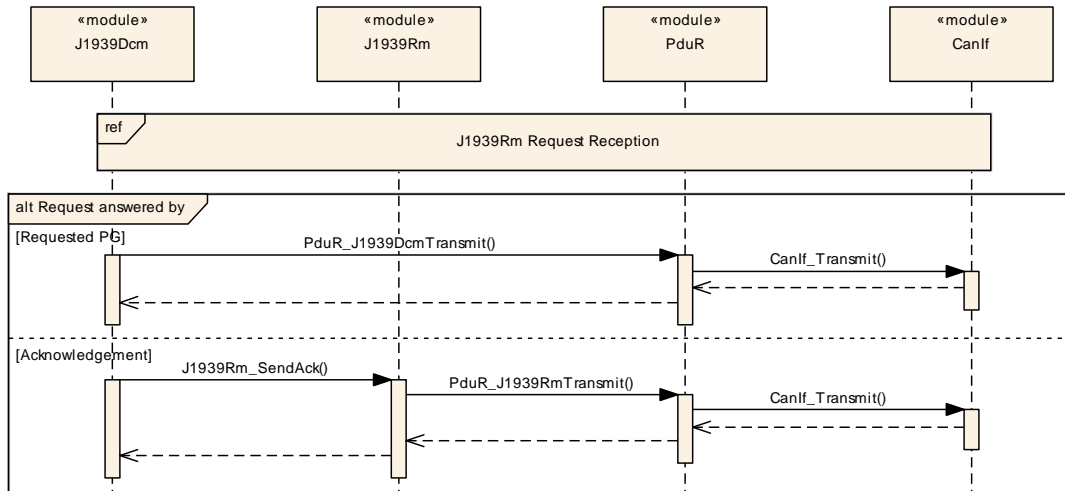 «module»
J1939Dcm
«module»
J1939Rm
«module»
PduR
«module»
CanIf
ref
J1939Rm Request Reception
alt Request answered by
[Requested PG]
PduR_J1939DcmTransmit()
CanIf_Transmit()
[Acknowledgement]
J1939Rm_SendAck()
PduR_J1939RmTransmit()
CanIf_Transmit()